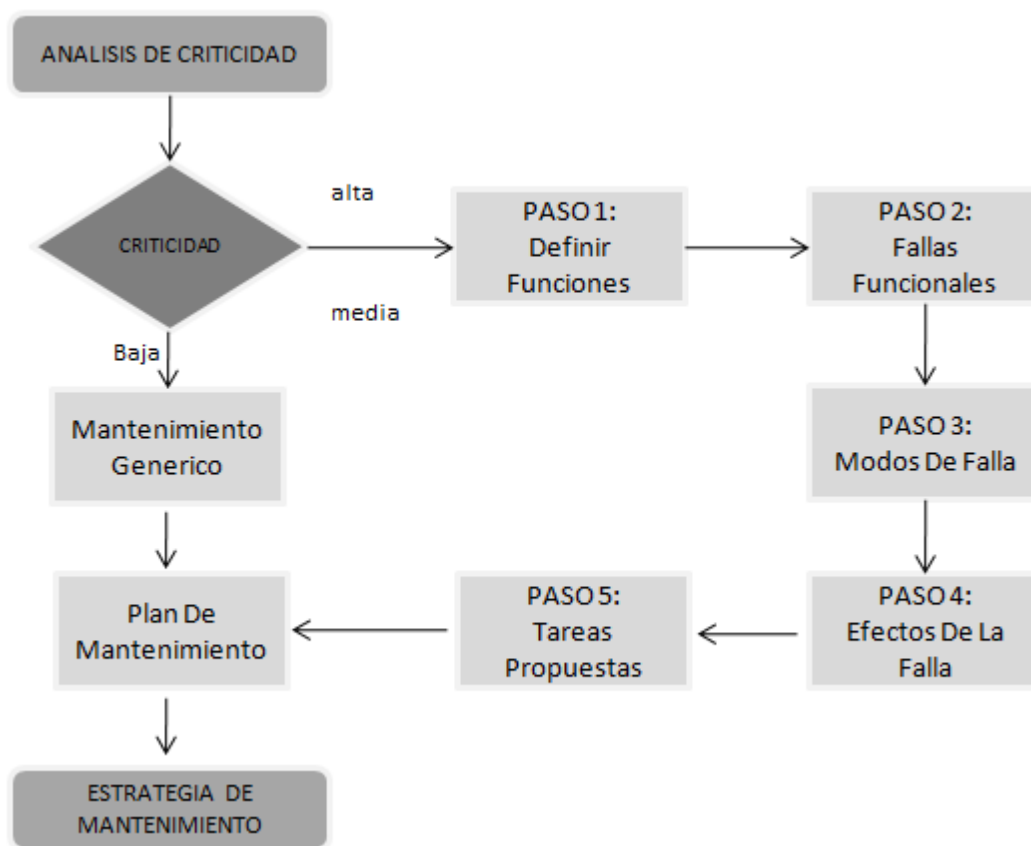 ANALISIS DE CRITICIDAD
CRITICIDAD
alta
media
Baja
PASO 1:
Definir
Funciones
PASO 2:
Fallas
Funcionales
PASO 3:
Modos De Falla
PASO 4:
Efectos De La
Falla
PASO 5:
Tareas
Propuestas
Mantenimiento
Generico
Plan De
Mantenimiento
ESTRATEGIA DE
MANTENIMIENTO